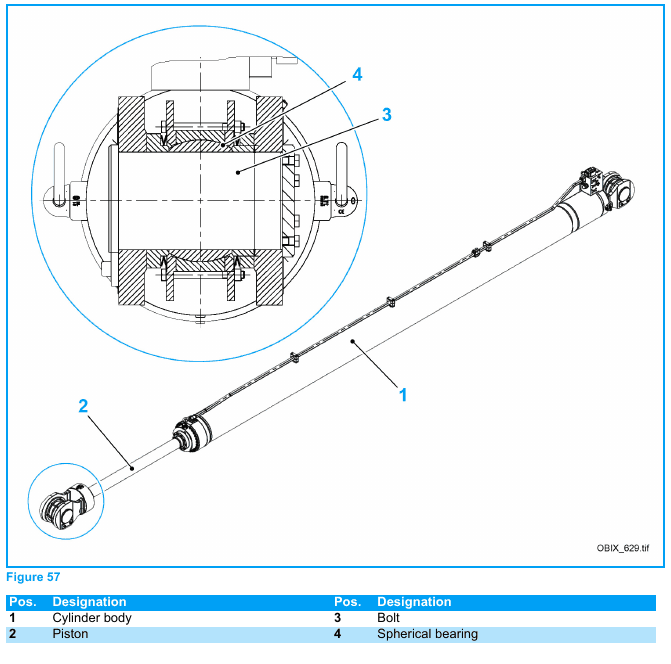 4
3
1
2
OBIX_629.tif
Figure 57
Pos. Designation Pos. Designation
1 Cylinder body 3 Bolt
2 Piston 4 Spherical bearing